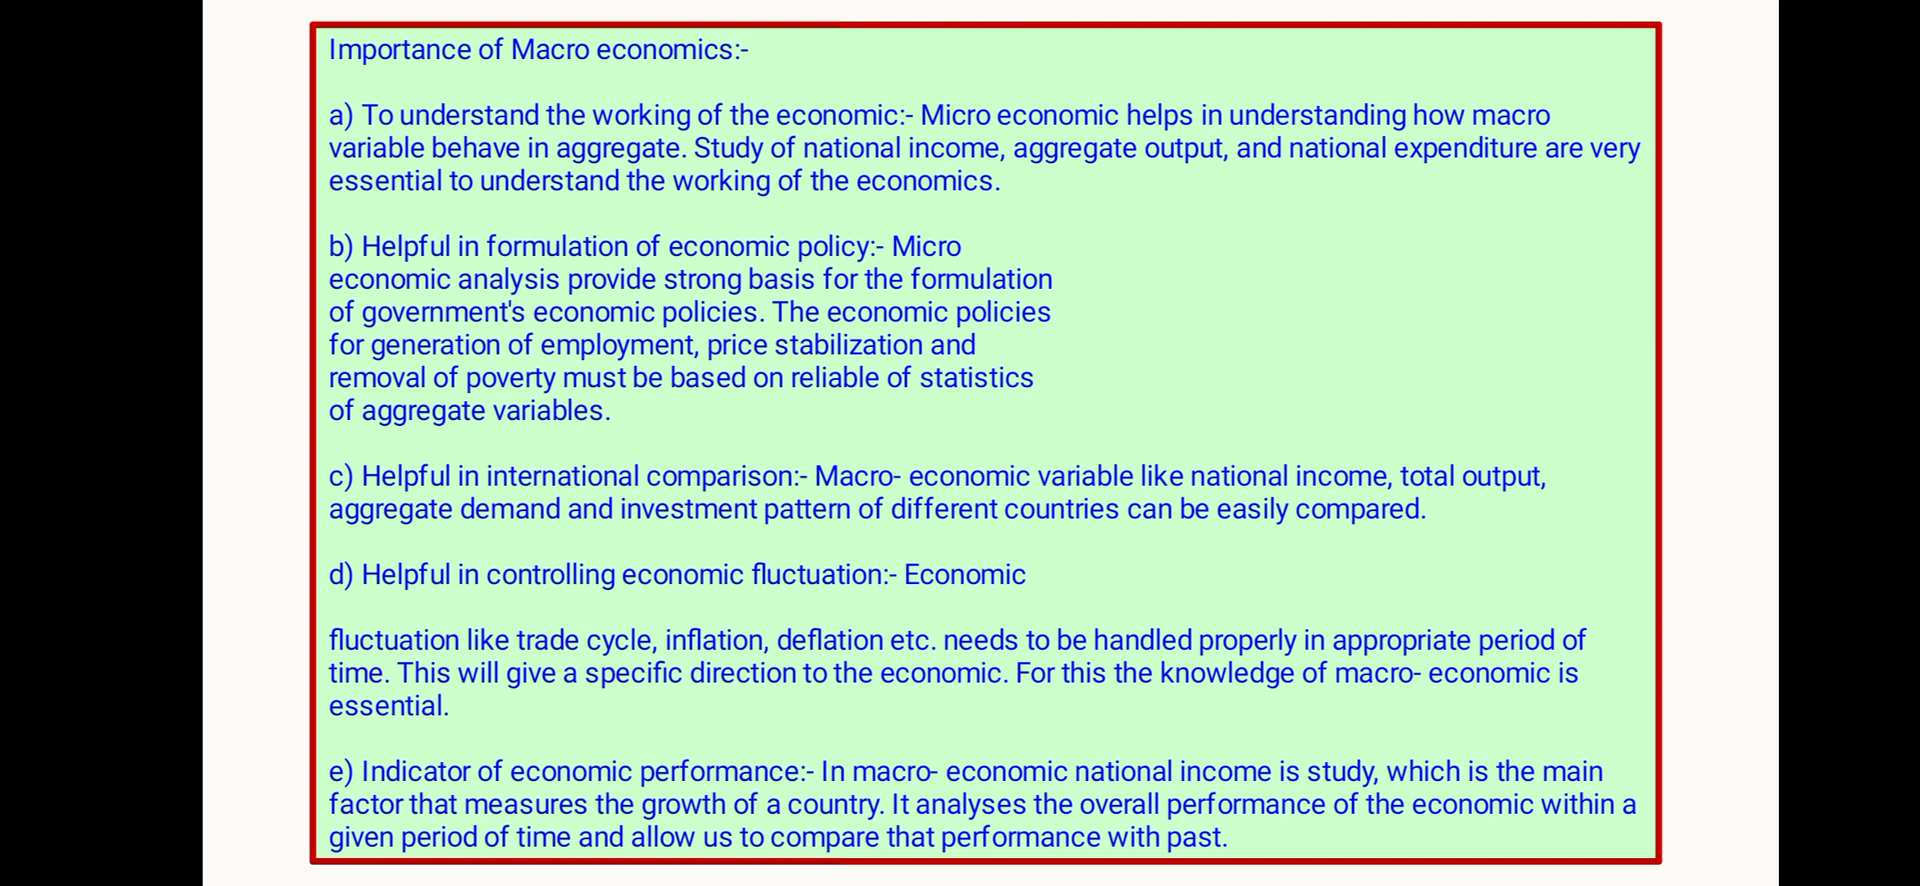 Importance of Macro economics:-
a) To understand the working of the economic:- Micro economic helps in understanding how macro
variable behave in aggregate. Study of national income, aggregate output, and national expenditure are very
essential to understand the working of the economics.
b) Helpful in formulation of economic policy:- Micro
economic analysis provide strong basis for the formulation
of government's economic policies. The economic policies
for generation of employment, price stabilization and
removal of poverty must be based on reliable of statistics
of aggregate variables.
c) Helpful in international comparison:- Macro- economic variable like national income, total output,
aggregate demand and investment pattern of different countries can be easily compared.
d) Helpful in controlling economic fluctuation:- Economic
fluctuation like trade cycle, inflation, deflation etc. needs to be handled properly in appropriate period of
time. This will give a specific direction to the economic. For this the knowledge of macro- economic is
essential.
e) Indicator of economic performance:- In macro- economic national income is study, which is the main
factor that measures the growth of a country. It analyses the overall performance of the economic within a
given period of time and allow us to compare that performance with past.